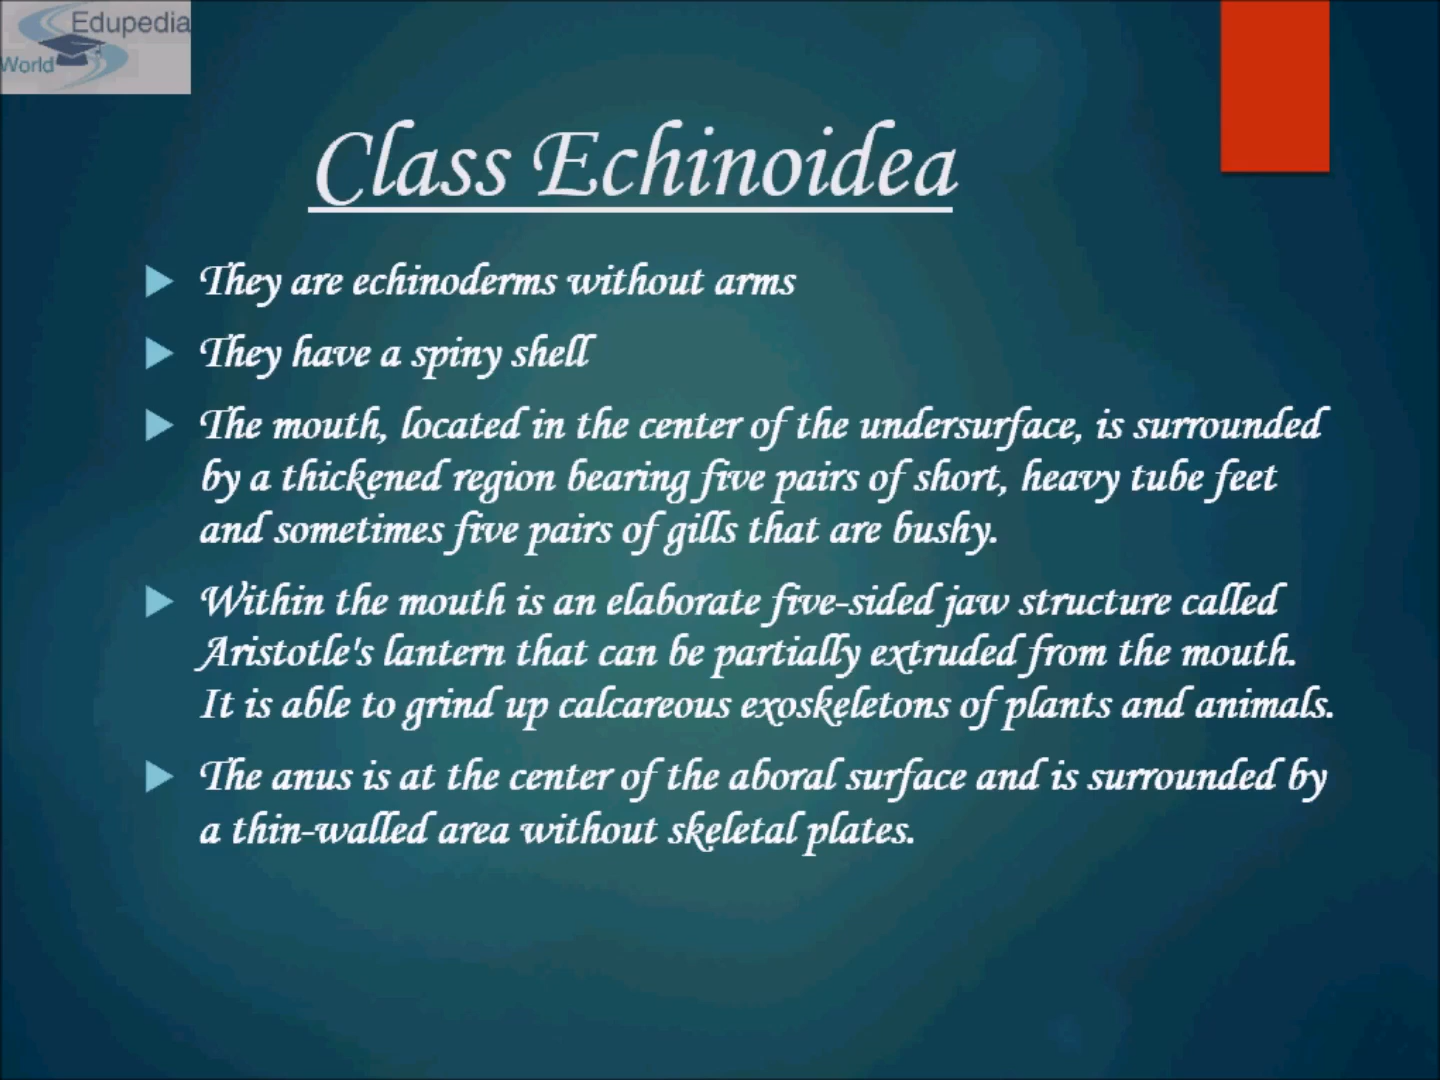 Edupedia
World
Class Echinoidea
They are echinoderms without arms
They have a spiny shell
The mouth, located in the center of the undersurface, is surrounded
by a thickened region bearing five pairs of short, heavy tube feet
and sometimes five pairs of gills that are bushy.
Within the mouth is an elaborate five-sided jaw structure called
Aristotle's lantern that can be partially extruded from the mouth.
It is able to grind up calcareous exoskeletons of plants and animals.
The anus is at the center of the aboral surface and is surrounded by
a thin-walled area without skeletal plates.